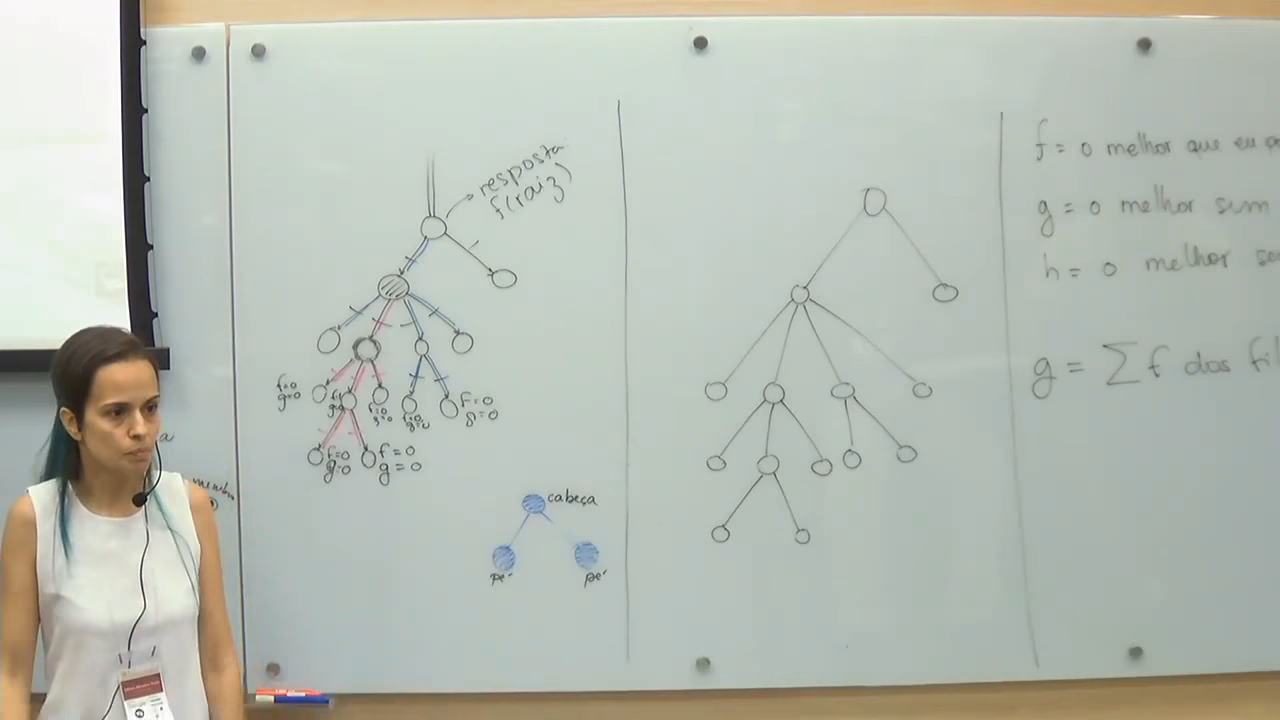 resposta
f(raiz)
f=0
g=0
f=0
g=0
f=0
g=0
f=0
g=0
f=0
g=0
f=0
g=0
cabeça
pé
pé
f = o melhor que eu
g = o melhor sem
h = o melhor
g = ∑ f dos